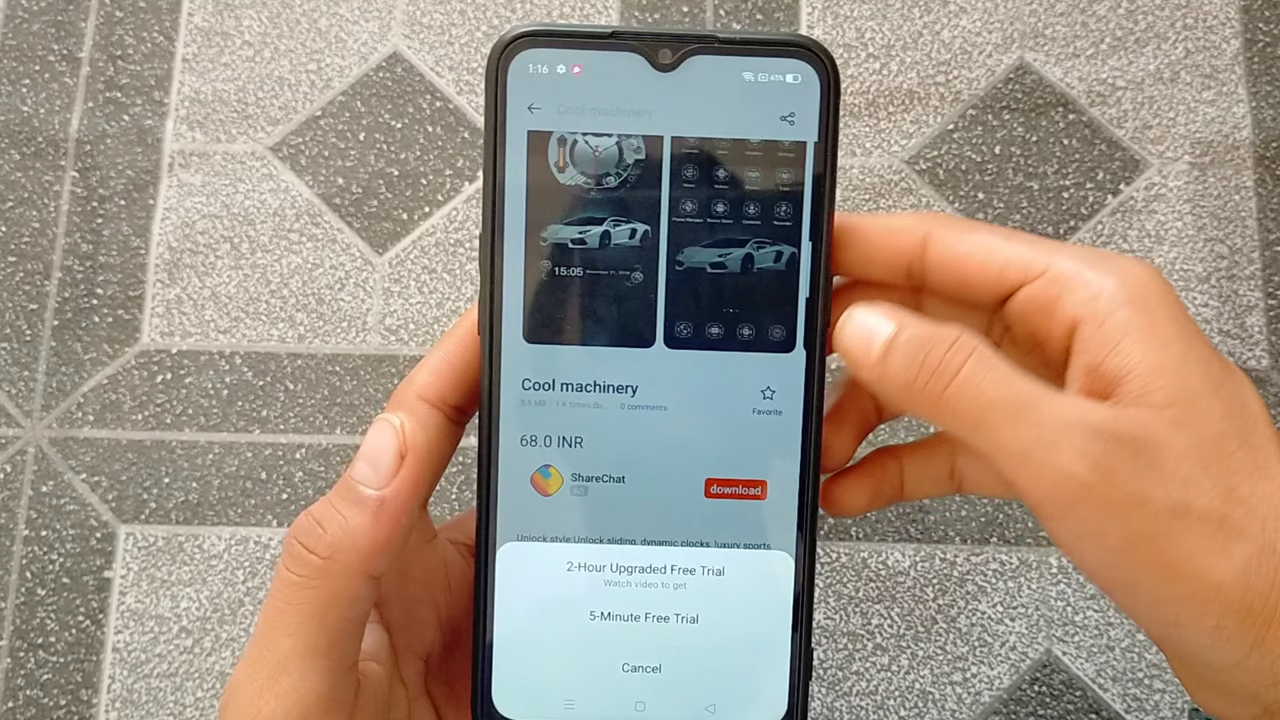 1:16 45%
Cool machinery
15:05
Cool machinery
5.5 MB 1 K times do... 0 comments
Favorite
68.0 INR
ShareChat
download
Unlock style:Unlock sliding, dynamic clocks, luxury sports
2-Hour Upgraded Free Trial
Watch video to get
5-Minute Free Trial
Cancel